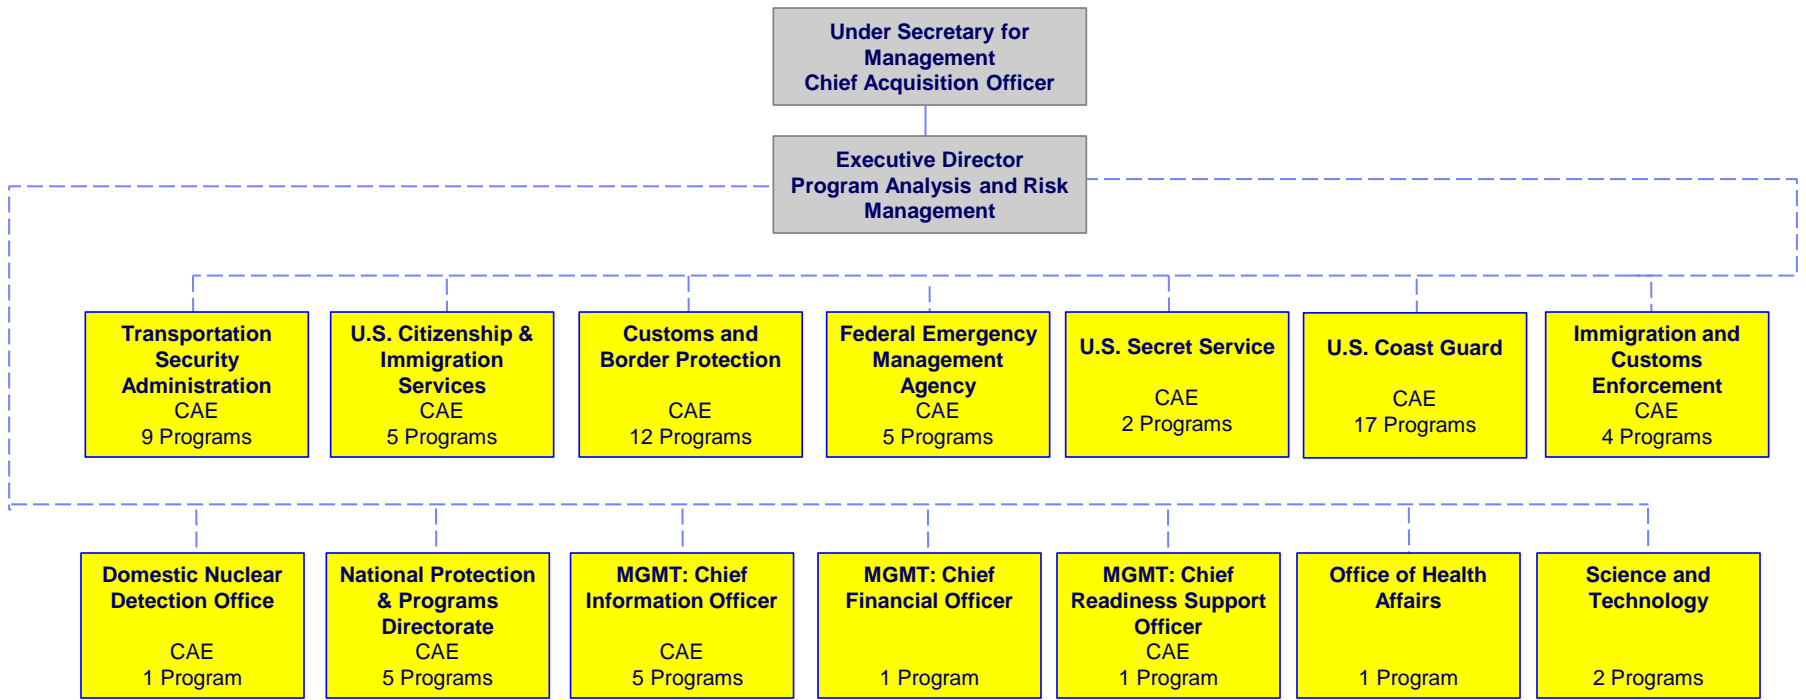 Under Secretary for
Management
Chief Acquisition Officer
Executive Director
Program Analysis and Risk
Management
Transportation
Security
Administration
CAE
9 Programs
U.S. Citizenship &
Immigration
Services
CAE
5 Programs
Customs and
Border Protection
CAE
12 Programs
Federal Emergency
Management
Agency
CAE
5 Programs
U.S. Secret Service
CAE
2 Programs
U.S. Coast Guard
CAE
17 Programs
Immigration and
Customs
Enforcement
CAE
4 Programs
Domestic Nuclear
Detection Office
CAE
1 Program
National Protection
& Programs
Directorate
CAE
5 Programs
MGMT: Chief
Information Officer
CAE
5 Programs
MGMT: Chief
Financial Officer
1 Program
MGMT: Chief
Readiness Support
Officer
CAE
1 Program
Office of Health
Affairs
1 Program
Science and
Technology
2 Programs